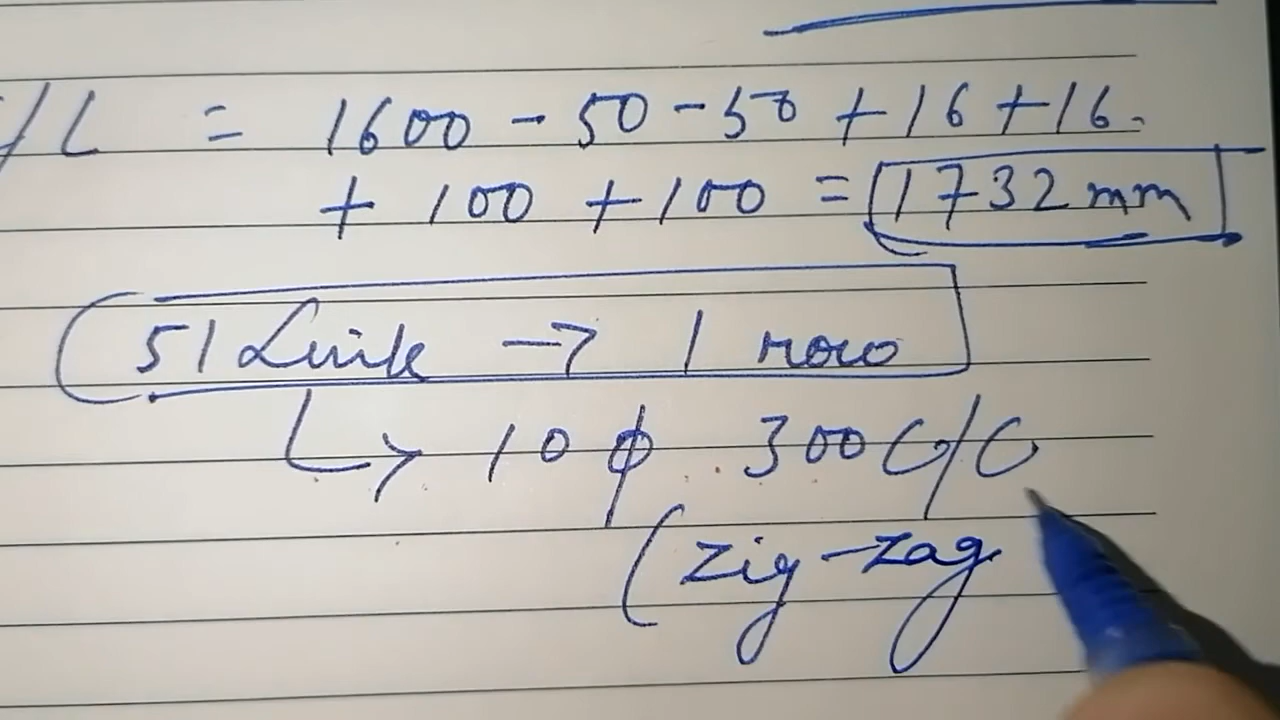 /L = 1600 - 50 - 50 + 16 + 16.
+ 100 + 100 = 1732 mm
51 Link → 1 row
↳ 10 ϕ 300 C/C
(zig-zag